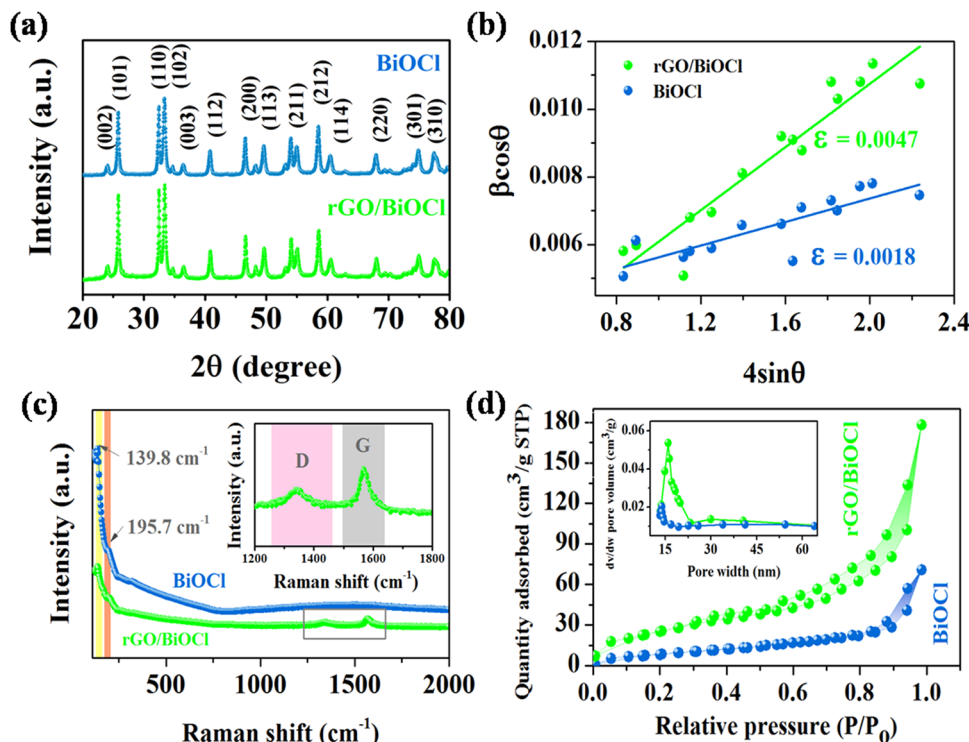 (a)
Intensity (a.u.)
BiOCl
(002)
(101)
(110)
(102)
(003)
(112)
(200)
(113)
(211)
(212)
(114)
(220)
(301)
(310)
rGO/BiOCl
20 30 40 50 60 70 80
2θ (degree)
(b)
βcosθ
0.012
0.010
0.008
0.006
rGO/BiOCl
BiOCl
ε = 0.0047
ε = 0.0018
0.8 1.2 1.6 2.0 2.4
4sinθ
(c)
Intensity (a.u.)
139.8 cm⁻¹
195.7 cm⁻¹
BiOCl
rGO/BiOCl
Intensity (a.u.)
D
G
1200 1400 1600 1800
Raman shift (cm⁻¹)
500 1000 1500 2000
Raman shift (cm⁻¹)
(d)
Quantity adsorbed (cm³/g STP)
180
150
120
90
60
30
0
dv/dw pore volume (cm³/g)
0.06
0.04
0.02
15 30 45 60
Pore width (nm)
rGO/BiOCl
BiOCl
0.0 0.2 0.4 0.6 0.8 1.0
Relative pressure (P/P₀)